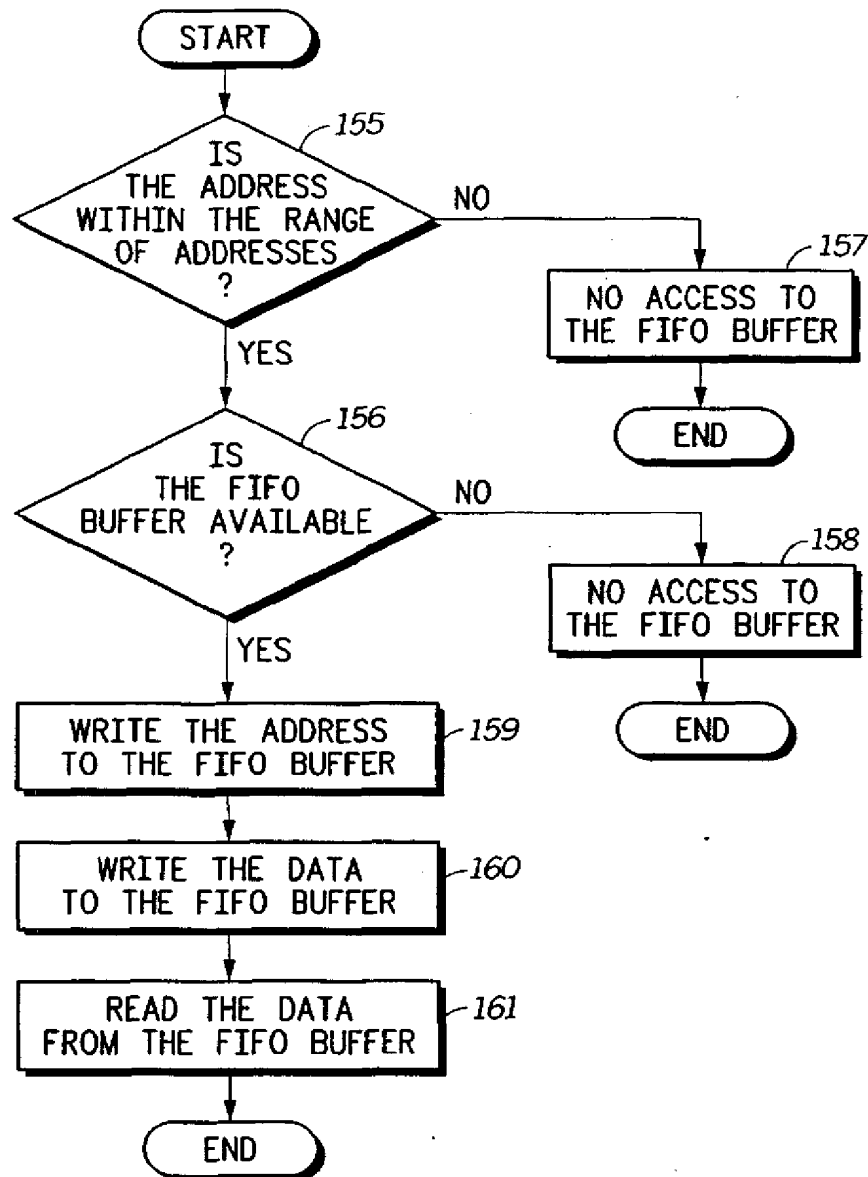 START
155
IS
THE ADDRESS
WITHIN THE RANGE
OF ADDRESSES
?
NO
157
NO ACCESS TO
THE FIFO BUFFER
END
YES
156
IS
THE FIFO
BUFFER AVAILABLE
?
NO
158
NO ACCESS TO
THE FIFO BUFFER
END
YES
WRITE THE ADDRESS
TO THE FIFO BUFFER
159
WRITE THE DATA
TO THE FIFO BUFFER
160
READ THE DATA
FROM THE FIFO BUFFER
161
END